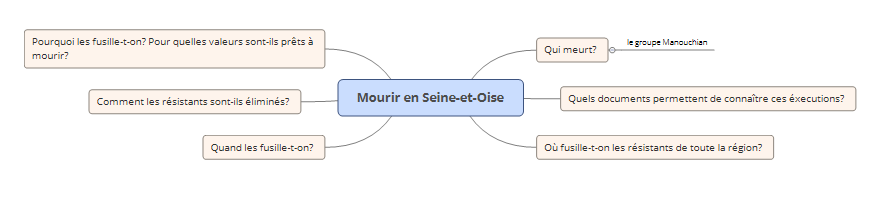 Pourquoi les fusille-t-on? Pour quelles valeurs sont-ils prêts à
mourir?
Comment les résistants sont-ils éliminés?
Quand les fusille-t-on?
Mourir en Seine-et-Oise
Qui meurt?
le groupe Manouchian
Quels documents permettent de connaître ces éxecutions?
Où fusille-t-on les résistants de toute la région?